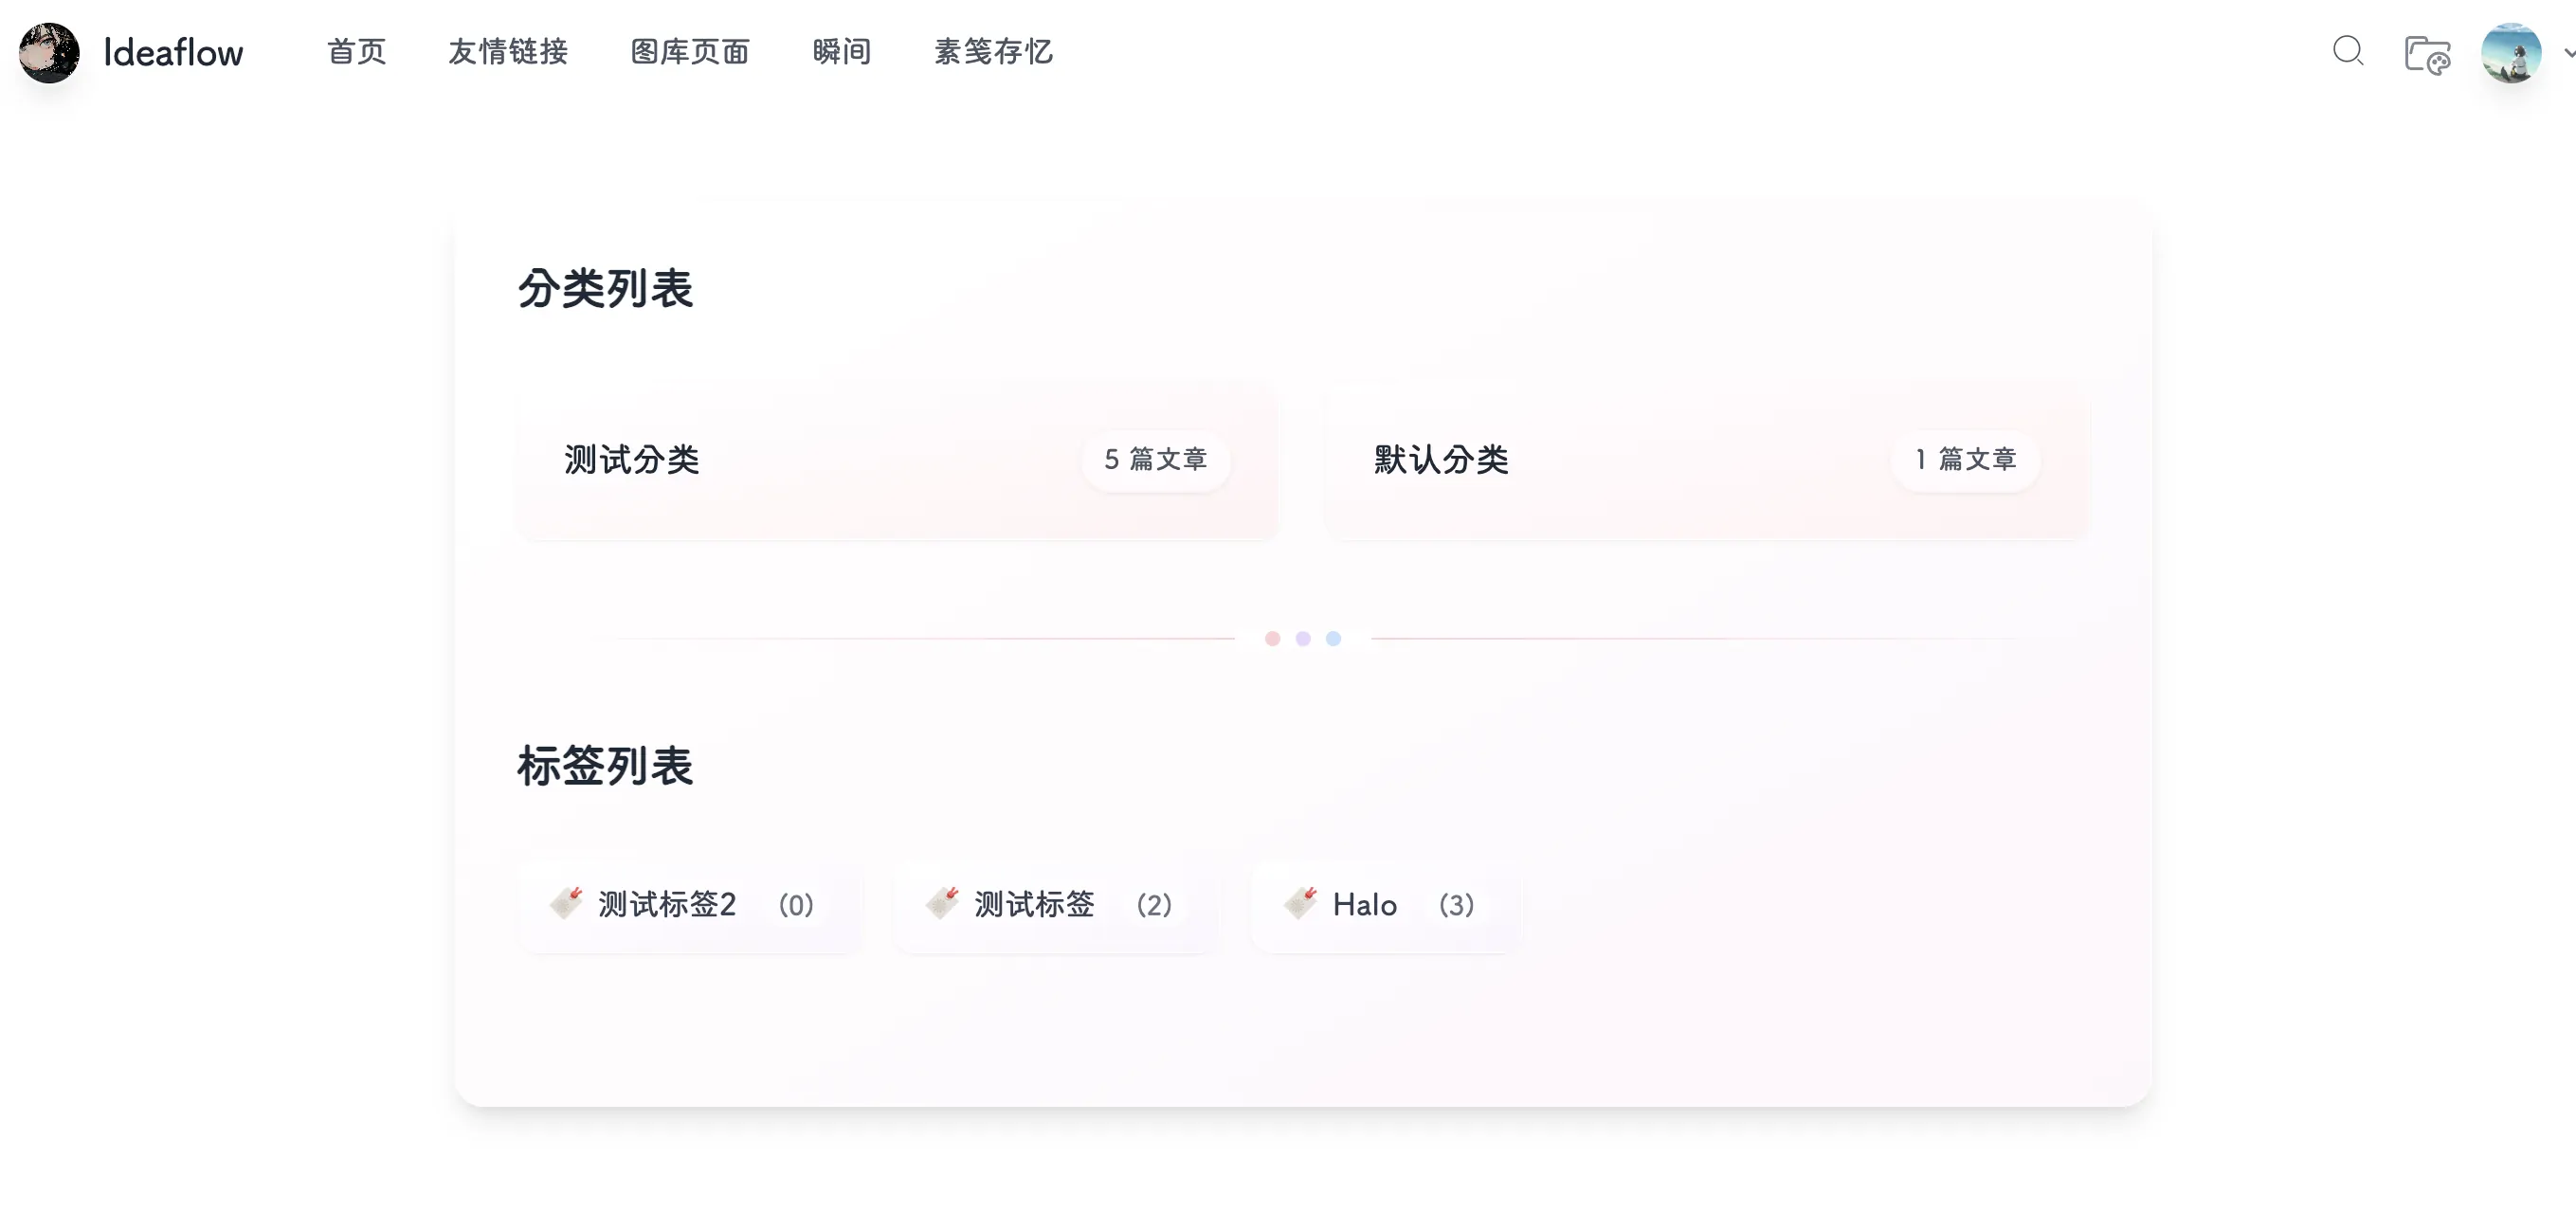 Ideaflow 首页 友情链接 图库页面 瞬间 素笺存忆
分类列表
测试分类 5 篇文章 默认分类 1 篇文章
标签列表
测试标签2 (0) 测试标签 (2) Halo (3)